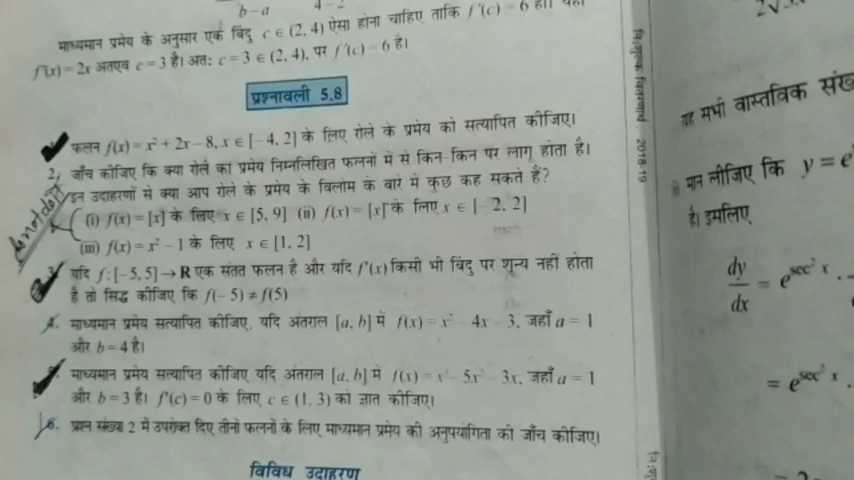 b−a
माध्यमान प्रमेय के अनुसार एक बिंदु c ∈ (2, 4) ऐसा होना चाहिए ताकि f'(c) = 6 हो।
f'(x) = 2x अतएव c = 3 है। अतः c = 3 ∈ (2, 4), पर f'(c) = 6 है।
प्रश्नावली 5.8
फलन f(x) = x² + 2x – 8, x ∈ [– 4, 2] के लिए रोले के प्रमेय को सत्यापित कीजिए।
2. जाँच कीजिए कि क्या रोले का प्रमेय निम्नलिखित फलनों में से किन-किन पर लागू होता है।
इन उदाहरणों से क्या आप रोले के प्रमेय के विलोम के बारे में कुछ कह सकते हैं?
(i) f(x) = [x] के लिए x ∈ [5, 9] (ii) f(x) = [x] के लिए x ∈ [– 2, 2]
(iii) f(x) = x² – 1 के लिए x ∈ [1, 2]
3. यदि f : [– 5, 5] → R एक संतत फलन है और यदि f'(x) किसी भी बिंदु पर शून्य नहीं होता
है तो सिद्ध कीजिए कि f(– 5) ≠ f(5)
4. माध्यमान प्रमेय सत्यापित कीजिए, यदि अंतराल [a, b] में f(x) = x² – 4x – 3, जहाँ a = 1
और b = 4 है।
माध्यमान प्रमेय सत्यापित कीजिए यदि अंतराल [a, b] में f(x) = x³ – 5x² – 3x, जहाँ a = 1
और b = 3 है। f'(c) = 0 के लिए c ∈ (1, 3) को ज्ञात कीजिए।
6. प्रश्न संख्या 2 में उपरोक्त दिए तीनों फलनों के लिए माध्यमान प्रमेय की अनुपयोगिता की जाँच कीजिए।
विविध उदाहरण
निःशुल्क वितरणार्थ 2018-19
यह सभी वास्तविक
मान लीजिए कि y = e
है। इसलिए
dy/dx = e^sec² x .
= e^sec² x .